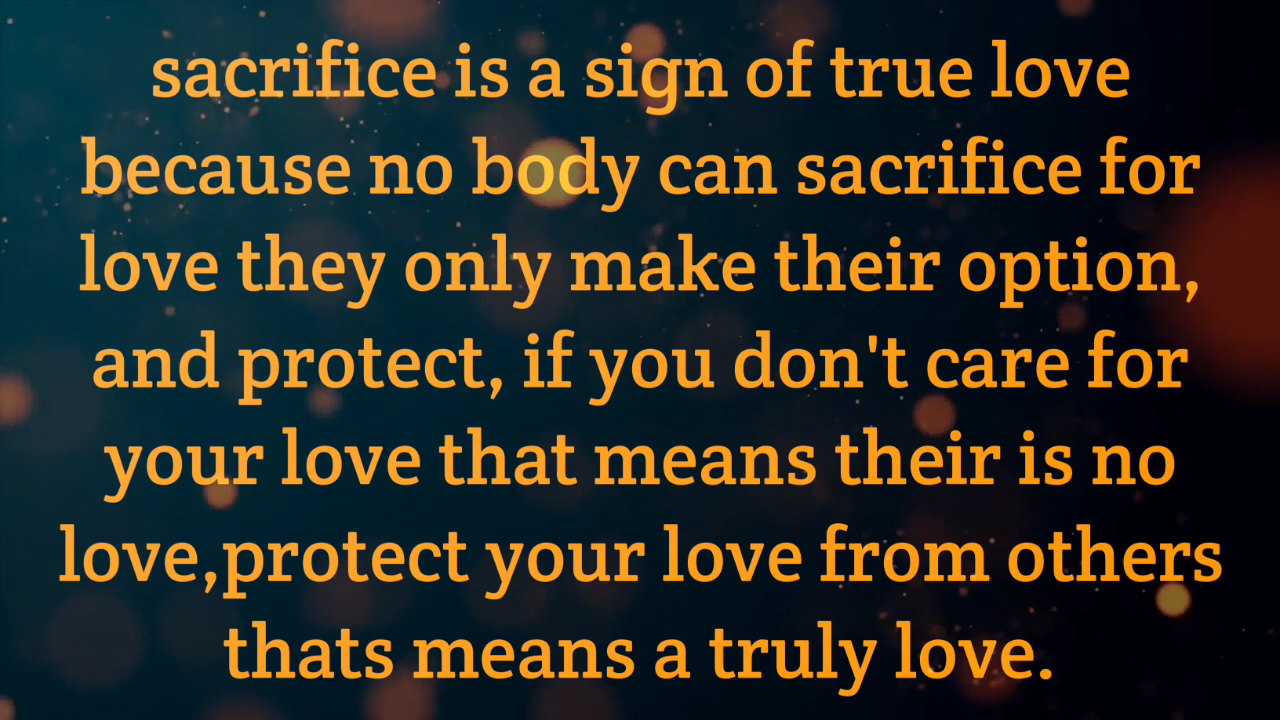 sacrifice is a sign of true love
because no body can sacrifice for
love they only make their option,
and protect, if you don't care for
your love that means their is no
love,protect your love from others
thats means a truly love.